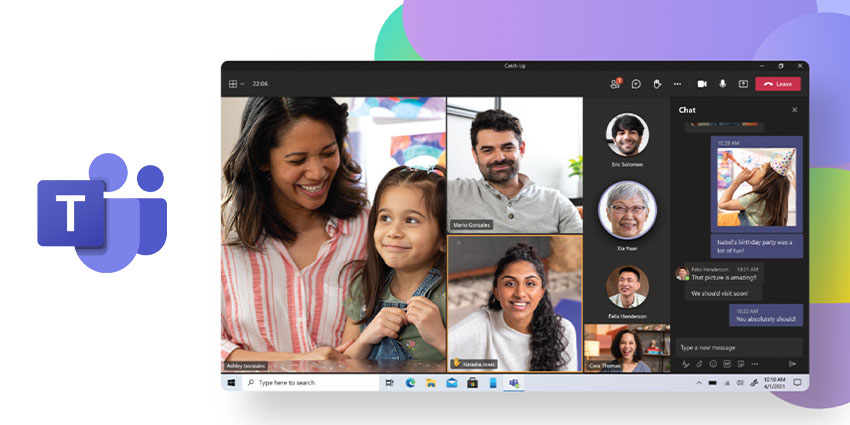 T
Catch Up
22:06
1
Leave
Chat
10:29 AM
Isabel's birthday party was a
lot of fun!
Felix Henderson 10:31 AM
That picture is amazing!!
We should visit soon!
10:32 AM
You absolutely should!
Type a new message
Eric Solomon
Xia Yuan
Felix Henderson
Mario Gonzales
Ashley Gonzales
Natasha Jones
Cora Thomas
Type here to search
10:10 AM
4/1/2021